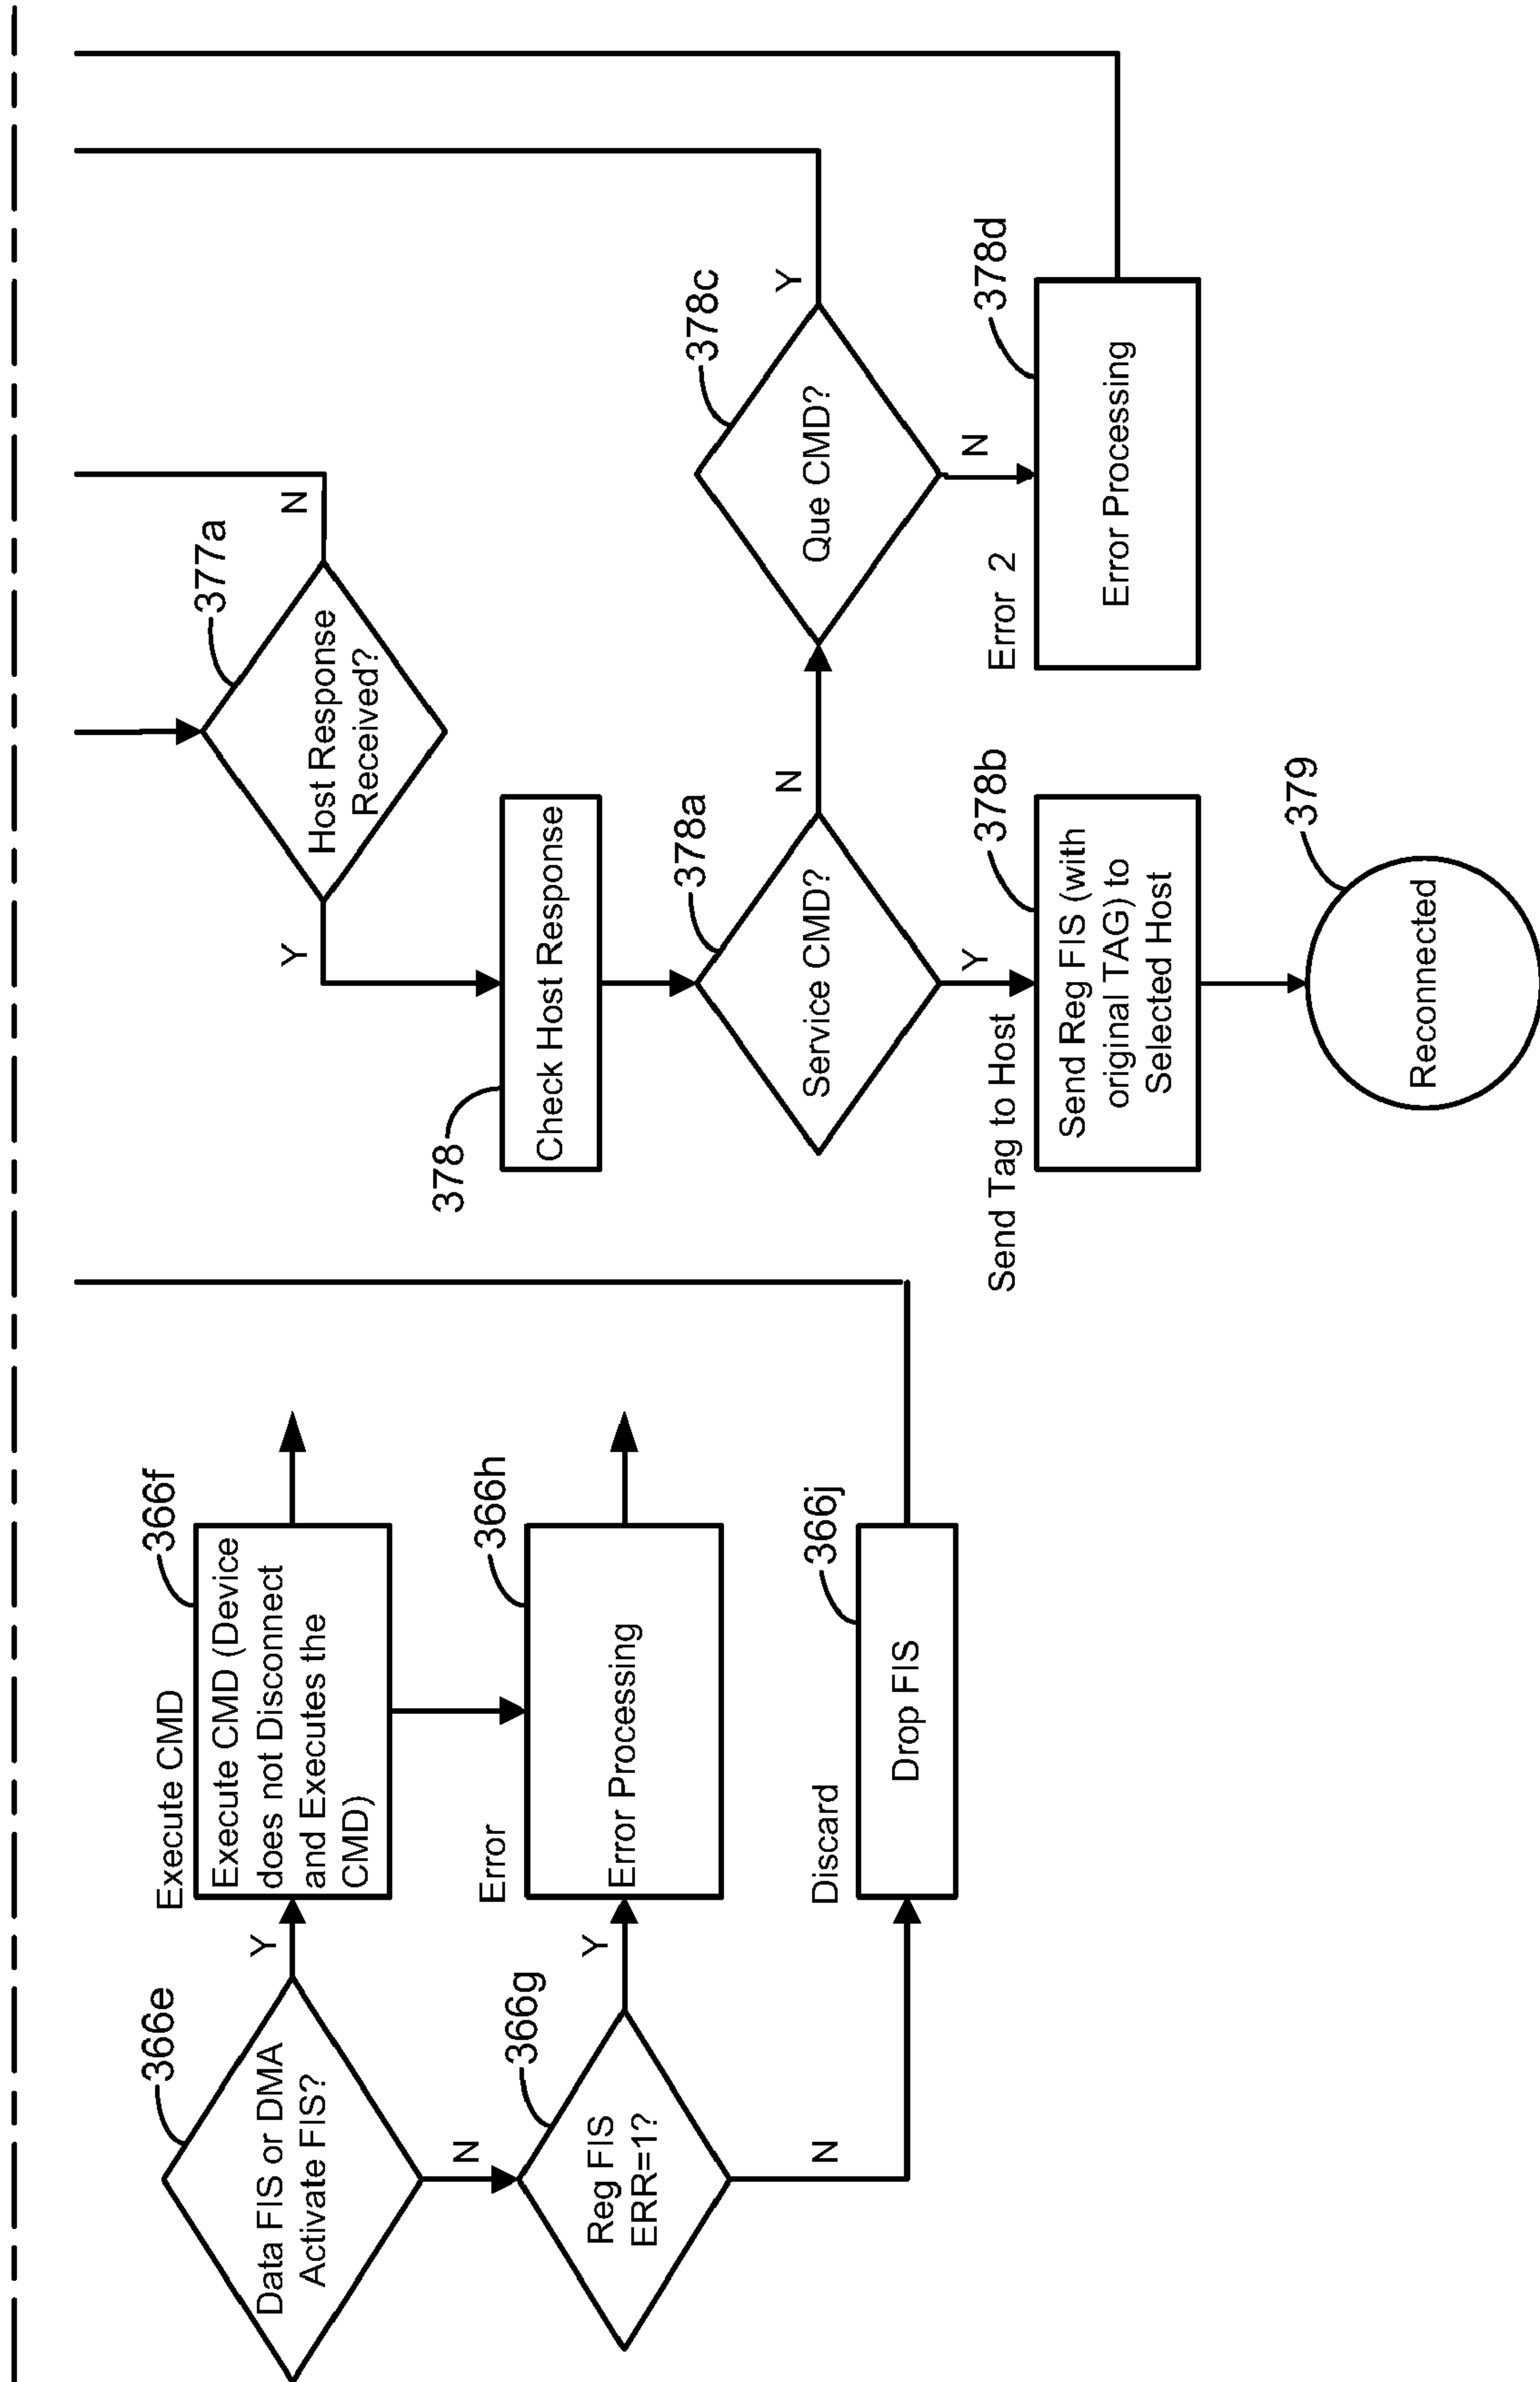 366e
Data FIS or DMA
Activate FIS?
Y
N
Execute CMD
366f
Execute CMD (Device
does not Disconnect
and Executes the
CMD)
366g
Reg FIS
ERR=1?
Y
N
Error
366h
Error Processing
Discard
366j
Drop FIS
377a
Host Response
Received?
Y
N
378
Check Host Response
378a
Service CMD?
N
Y
378c
Que CMD?
Y
N
Send Tag to Host
378b
Send Reg FIS (with
original TAG) to
Selected Host
Error 2
378d
Error Processing
379
Reconnected